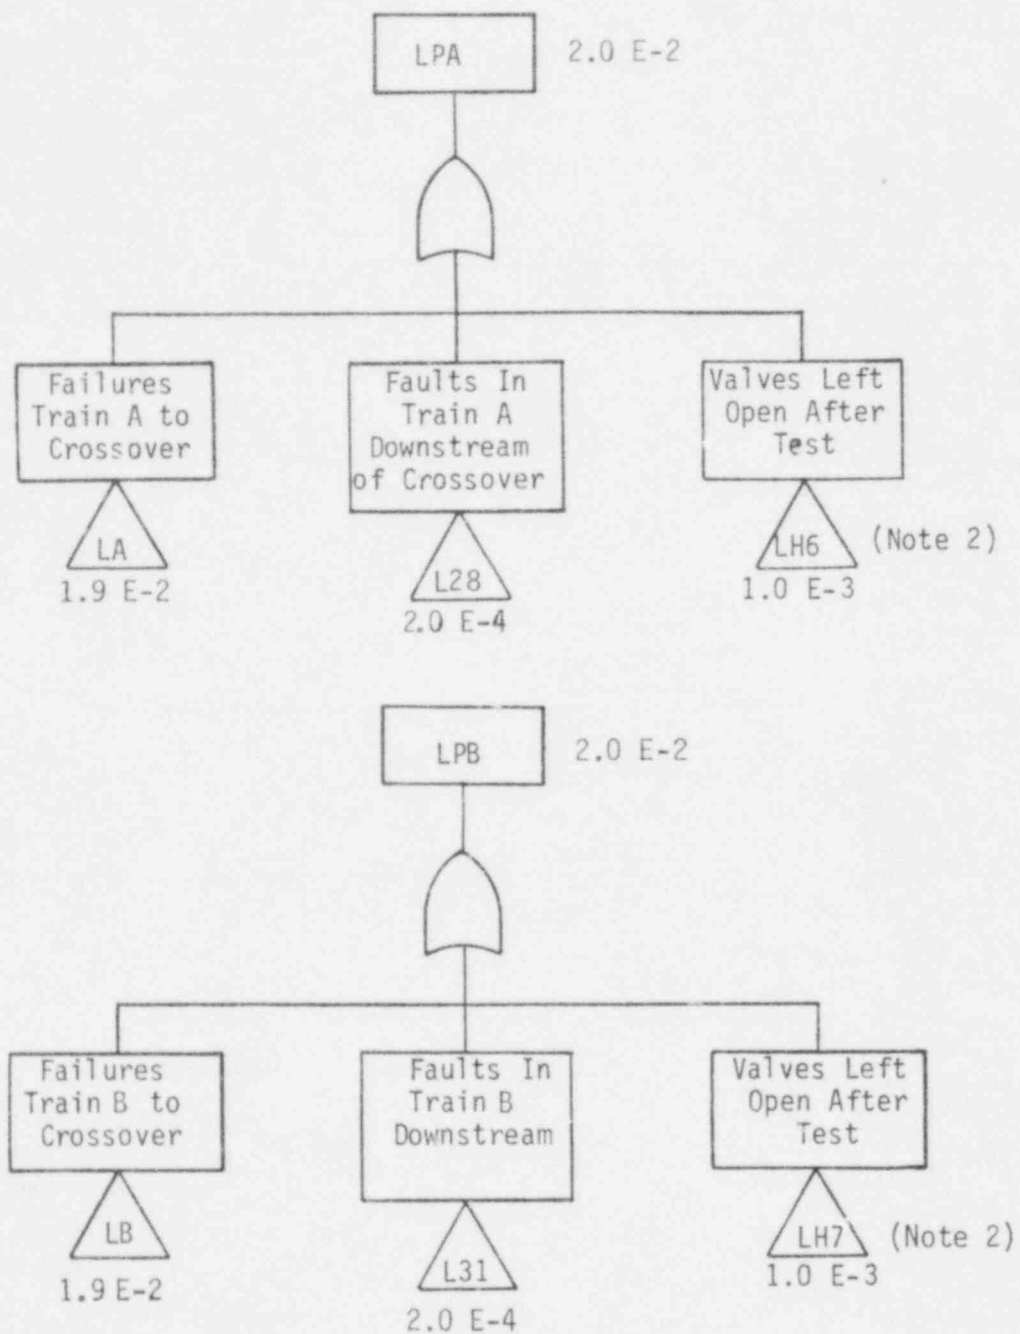 LPA 2.0 E-2
Failures
Train A to
Crossover
Faults In
Train A
Downstream
of Crossover
Valves Left
Open After
Test
LA
1.9 E-2
L28
2.0 E-4
LH6 (Note 2)
1.0 E-3
LPB 2.0 E-2
Failures
Train B to
Crossover
Faults In
Train B
Downstream
Valves Left
Open After
Test
LB
1.9 E-2
L31
2.0 E-4
LH7 (Note 2)
1.0 E-3